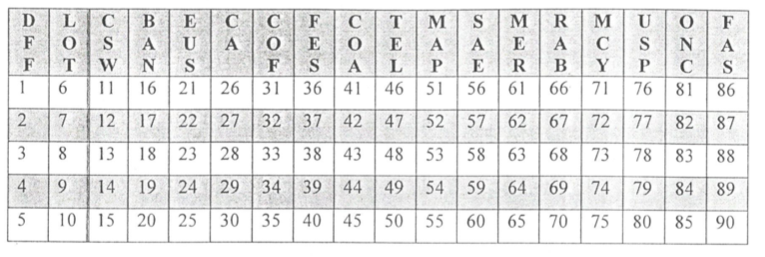 DFF LOT CSW BAN EUS CA COF FES COA TEL MAP SAE MER RAB MCY USP ONC FAS
1 6 11 16 21 26 31 36 41 46 51 56 61 66 71 76 81 86
2 7 12 17 22 27 32 37 42 47 52 57 62 67 72 77 82 87
3 8 13 18 23 28 33 38 43 48 53 58 63 68 73 78 83 88
4 9 14 19 24 29 34 39 44 49 54 59 64 69 74 79 84 89
5 10 15 20 25 30 35 40 45 50 55 60 65 70 75 80 85 90